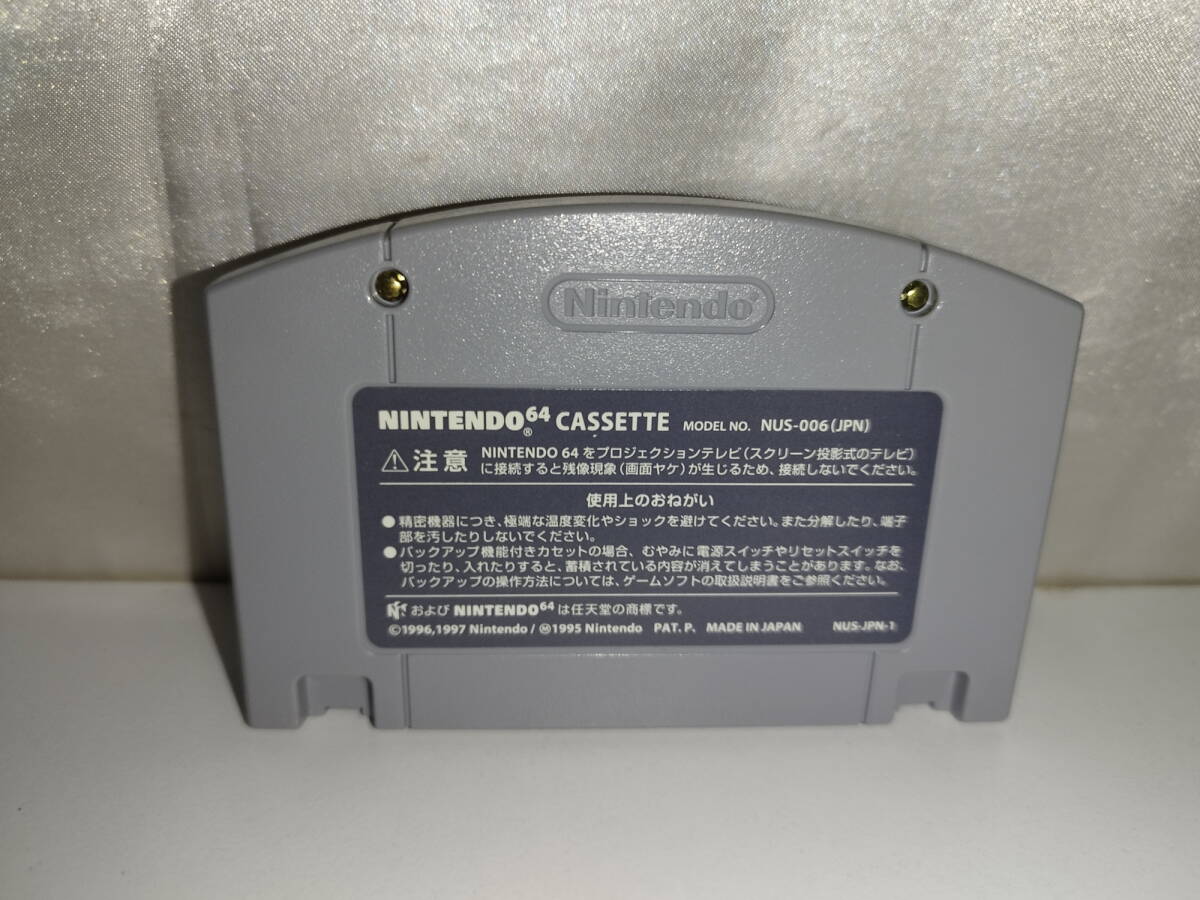 Nintendo
NINTENDO64® CASSETTE MODEL NO. NUS-006(JPN)
⚠注意 NINTENDO 64をプロジェクションテレビ(スクリーン投影式のテレビ)
に接続すると残像現象(画面ヤケ)が生じるため、接続しないでください。
使用上のおねがい
●精密機器につき、極端な温度変化やショックを避けてください。また分解したり、端子
部を汚したりしないでください。
●バックアップ機能付きカセットの場合、むやみに電源スイッチやリセットスイッチを
切ったり、入れたりすると、蓄積されている内容が消えてしまうことがあります。なお、
バックアップの操作方法については、ゲームソフトの取扱説明書をご参照ください。
およびNINTENDO64は任天堂の商標です。
©1996,1997 Nintendo/Ⓜ1995 Nintendo PAT. P. MADE IN JAPAN NUS-JPN-1